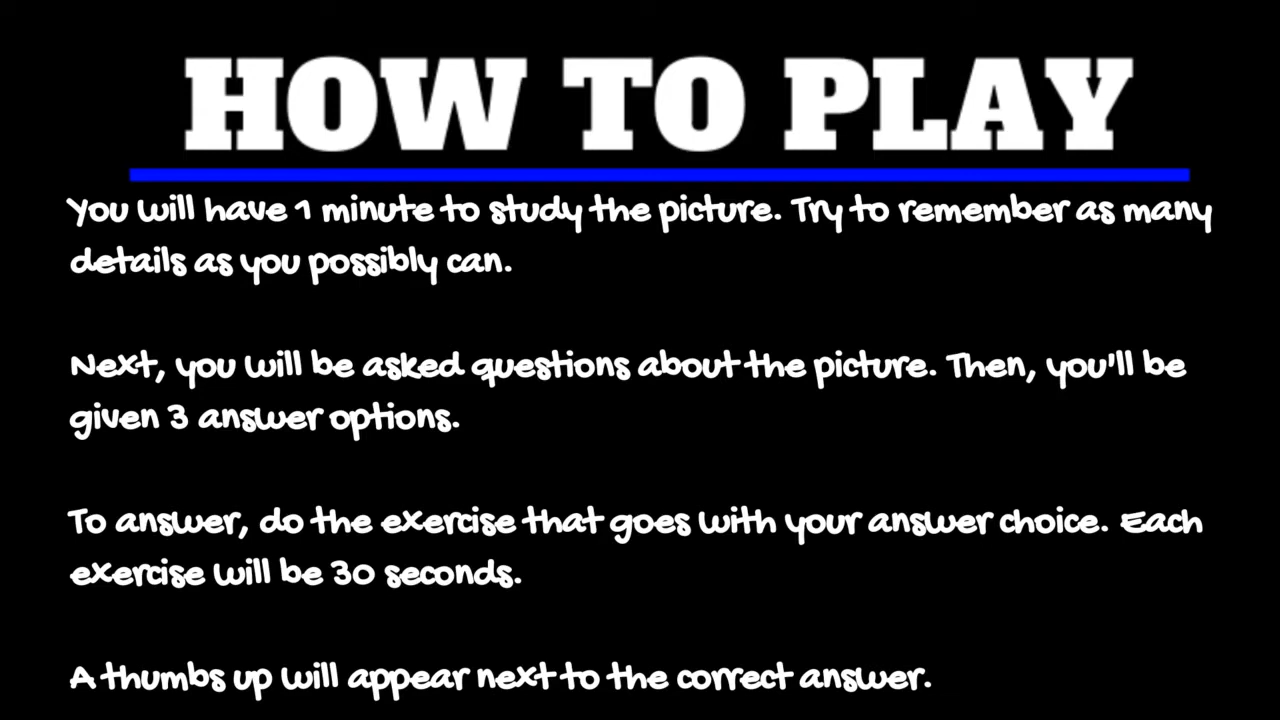 HOW TO PLAY
You will have 1 minute to study the picture. Try to remember as many
details as you possibly can.
Next, you will be asked questions about the picture. Then, you'll be
given 3 answer options.
To answer, do the exercise that goes with your answer choice. Each
exercise will be 30 seconds.
A thumbs up will appear next to the correct answer.